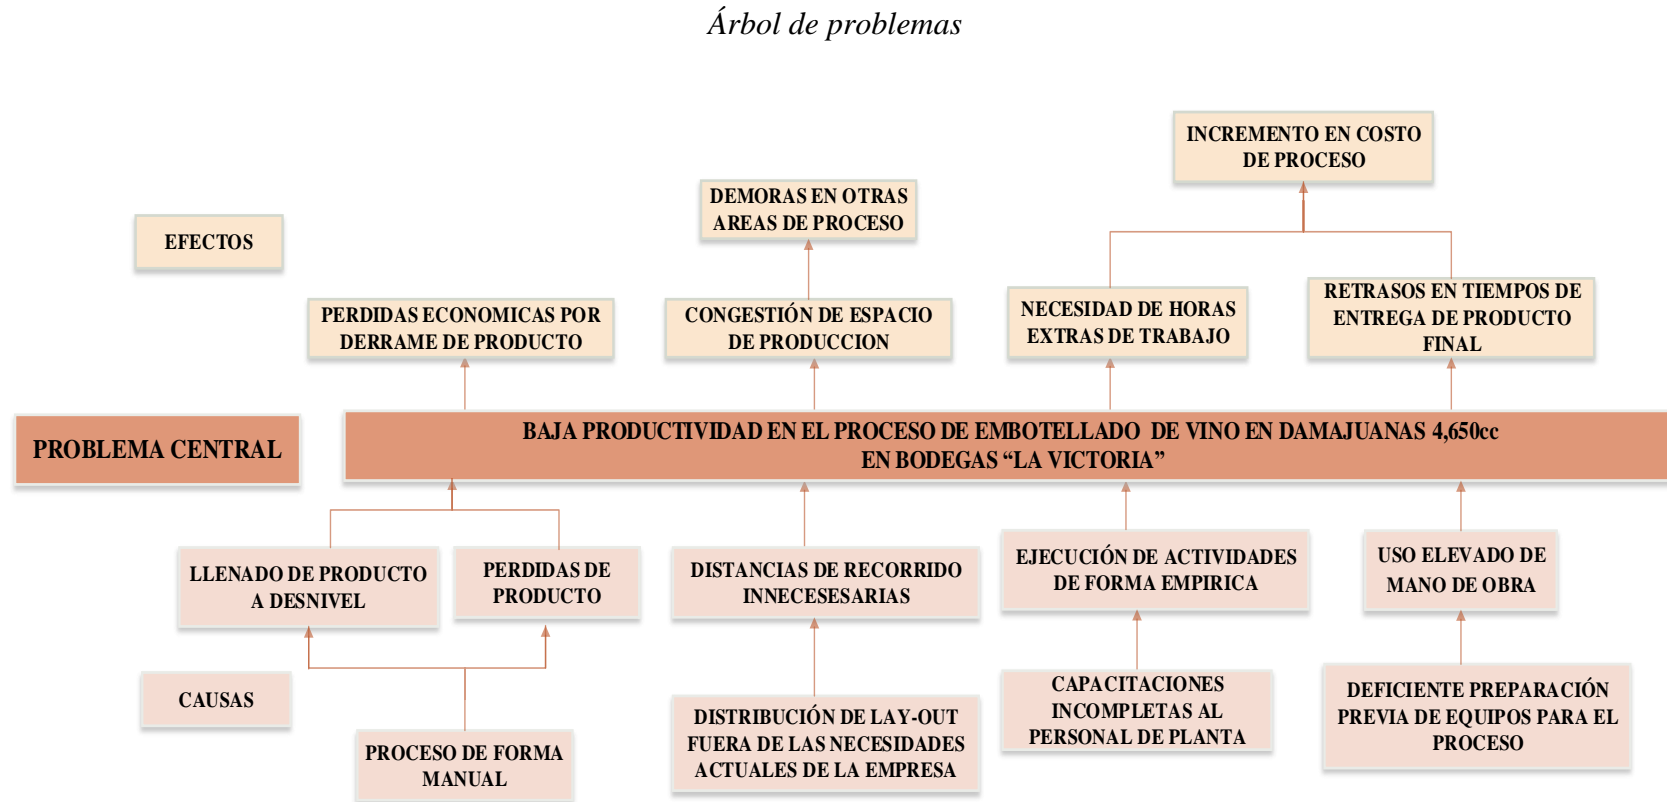 Árbol de problemas
INCREMENTO EN COSTO
DE PROCESO
DEMORAS EN OTRAS
AREAS DE PROCESO
EFECTOS
PERDIDAS ECONOMICAS POR
DERRAME DE PRODUCTO
CONGESTIÓN DE ESPACIO
DE PRODUCCION
NECESIDAD DE HORAS
EXTRAS DE TRABAJO
RETRASOS EN TIEMPOS DE
ENTREGA DE PRODUCTO
FINAL
PROBLEMA CENTRAL
BAJA PRODUCTIVIDAD EN EL PROCESO DE EMBOTELLADO DE VINO EN DAMAJUANAS 4,650cc
EN BODEGAS “LA VICTORIA”
LLENADO DE PRODUCTO
A DESNIVEL
PERDIDAS DE
PRODUCTO
DISTANCIAS DE RECORRIDO
INNECESESARIAS
EJECUCIÓN DE ACTIVIDADES
DE FORMA EMPIRICA
USO ELEVADO DE
MANO DE OBRA
CAUSAS
PROCESO DE FORMA
MANUAL
DISTRIBUCIÓN DE LAY-OUT
FUERA DE LAS NECESIDADES
ACTUALES DE LA EMPRESA
CAPACITACIONES
INCOMPLETAS AL
PERSONAL DE PLANTA
DEFICIENTE PREPARACIÓN
PREVIA DE EQUIPOS PARA EL
PROCESO